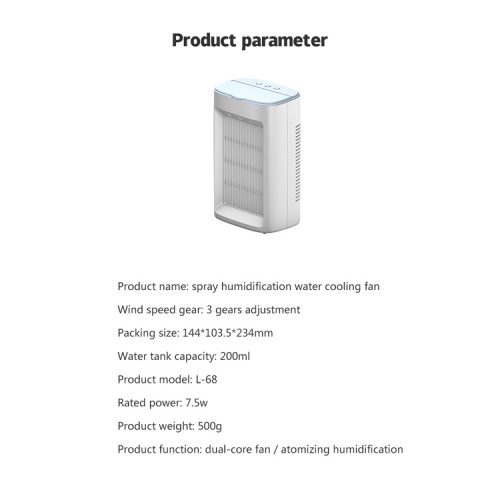 Product parameter
Product name: spray humidification water cooling fan
Wind speed gear: 3 gears adjustment
Packing size: 144*103.5*234mm
Water tank capacity: 200ml
Product model: L-68
Rated power: 7.5w
Product weight: 500g
Product function: dual-core fan / atomizing humidification